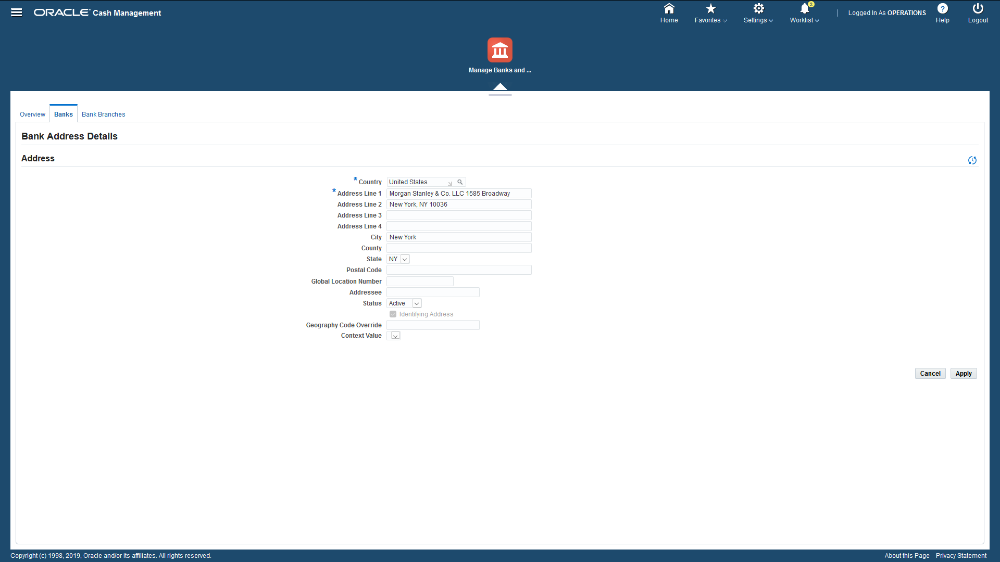 ORACLE Cash Management
Home
Favorites
Settings
3
Worklist
Logged In As OPERATIONS
?
Help
Logout
Manage Banks and ...
Overview
Banks
Bank Branches
Bank Address Details
Address
* Country United States
* Address Line 1 Morgan Stanley & Co. LLC 1585 Broadway
Address Line 2 New York, NY 10036
Address Line 3
Address Line 4
City New York
County
State NY
Postal Code
Global Location Number
Addressee
Status Active
Identifying Address
Geography Code Override
Context Value
Cancel
Apply
Copyright (c) 1998, 2019, Oracle and/or its affiliates. All rights reserved.
About this Page
Privacy Statement